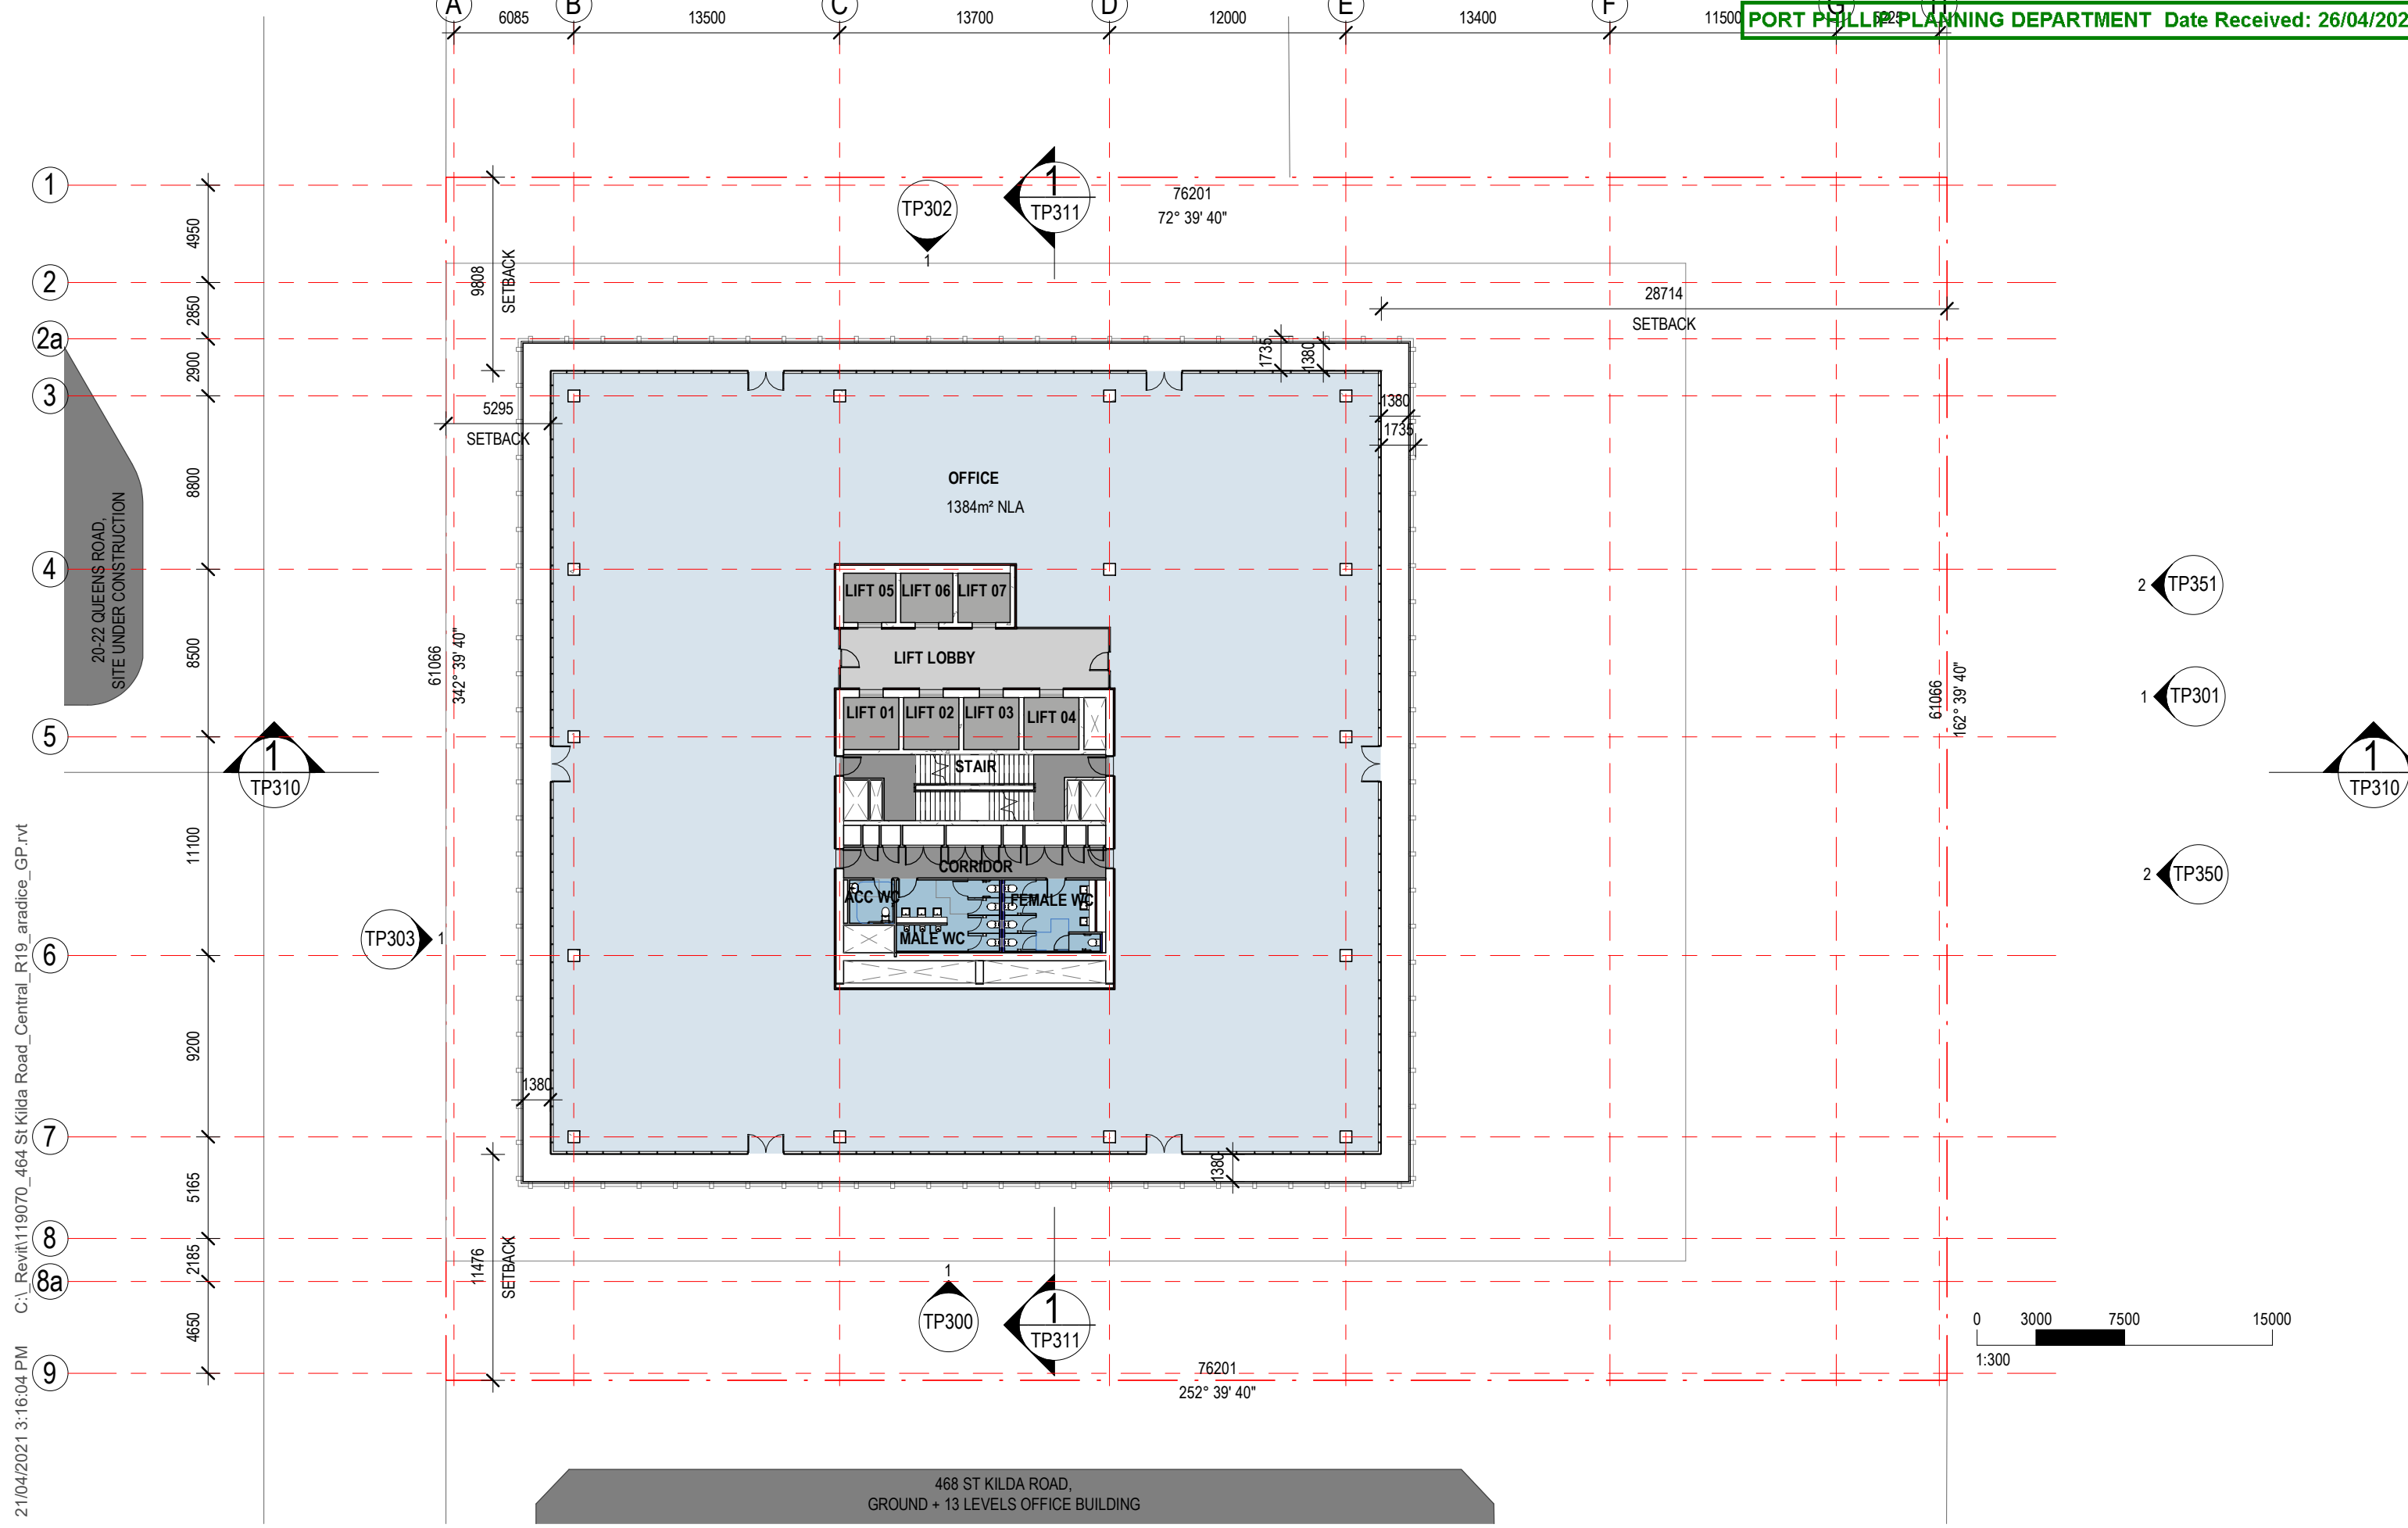 A
B
C
D
E
F
G
H
6085
13500
13700
12000
13400
11500
5225
PORT PHILLIP PLANNING DEPARTMENT Date Received: 26/04/202
1
2
2a
3
4
5
6
7
8
8a
9
4950
2850
2900
8800
8500
11100
9200
5165
2185
4650
TP302
1
1
TP311
76201
72° 39' 40"
9808
SETBACK
28714
SETBACK
1735
1380
1380
1735
5295
SETBACK
OFFICE
1384m² NLA
20-22 QUEENS ROAD,
SITE UNDER CONSTRUCTION
LIFT 05
LIFT 06
LIFT 07
LIFT LOBBY
LIFT 01
LIFT 02
LIFT 03
LIFT 04
STAIR
CORRIDOR
ACC WC
MALE WC
FEMALE WC
61066
342° 39' 40"
61066
162° 39' 40"
2
TP351
1
TP301
2
TP350
1
TP310
1
TP310
TP303
1
1380
1380
11476
SETBACK
1
TP300
1
TP311
76201
252° 39' 40"
0
3000
7500
15000
1:300
468 ST KILDA ROAD,
GROUND + 13 LEVELS OFFICE BUILDING
21/04/2021 3:16:04 PM C:\_Revit\119070_464 St Kilda Road_Central_R19_aradice_GP.rvt